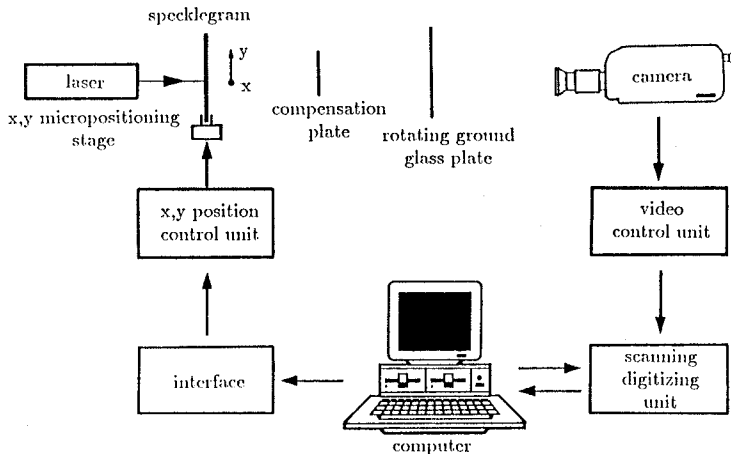 specklegram
y
x
laser
x,y micropositioning
stage
compensation
plate
rotating ground
glass plate
camera
x,y position
control unit
video
control unit
interface
scanning
digitizing
unit
computer